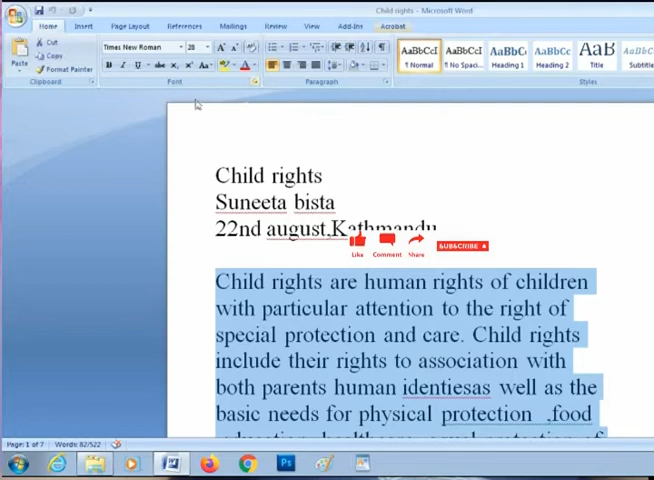 Child rights - Microsoft Word
Home Insert Page Layout References Mailings Review View Add-Ins Acrobat
Cut
Copy
Paste
Format Painter
Times New Roman 28
AaBbCcI AaBbCcI AaBbC AaBbCc AaB AaBbCcI
¶ Normal ¶ No Spaci... Heading 1 Heading 2 Title Subtitle
Clipboard Font Paragraph Styles
Child rights
Suneeta bista
22nd august,Kathmandu
Like Comment Share SUBSCRIBE
Child rights are human rights of children
with particular attention to the right of
special protection and care. Child rights
include their rights to association with
both parents human identiesas well as the
basic needs for physical protection ,food
Page: 1 of 7 Words: 82/522